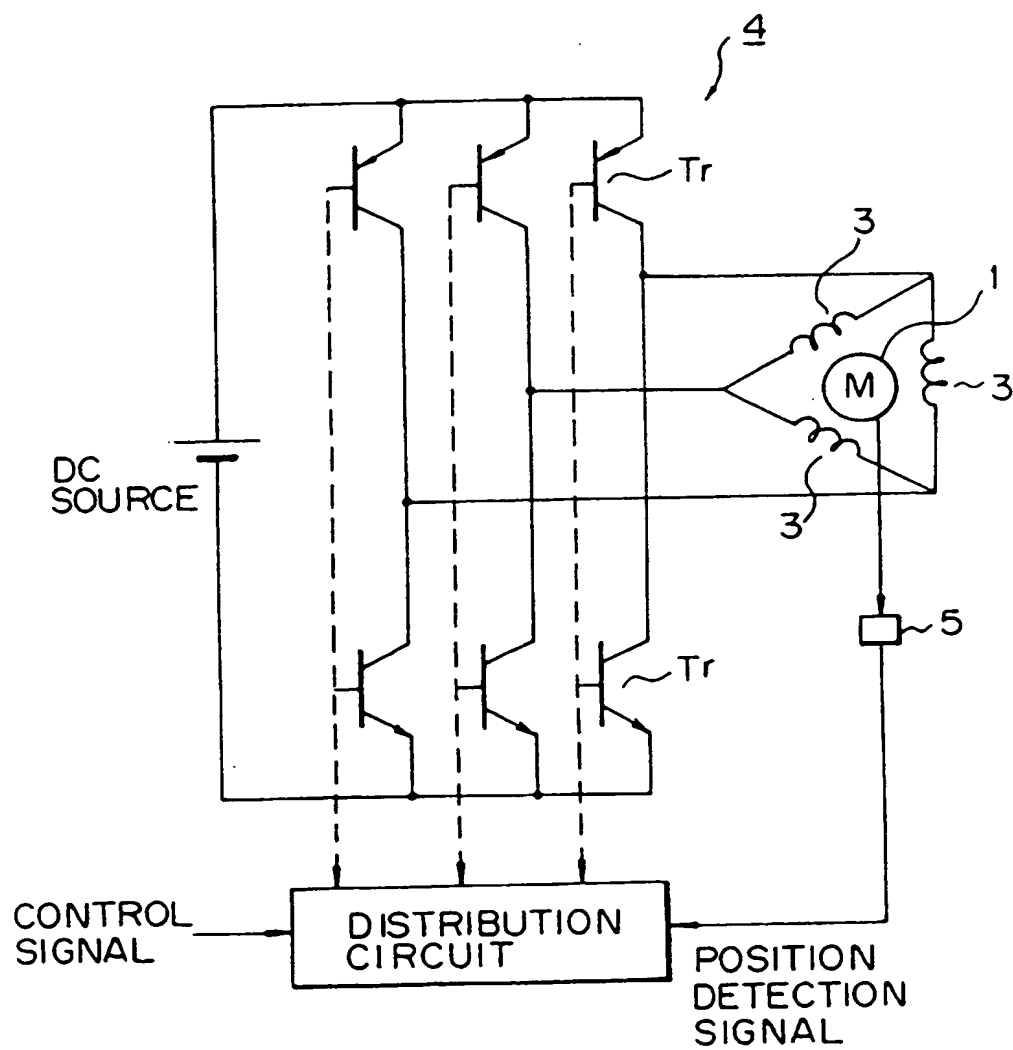 4
Tr
3
1
M
3
DC
SOURCE
3
5
Tr
CONTROL
SIGNAL
DISTRIBUTION
CIRCUIT
POSITION
DETECTION
SIGNAL